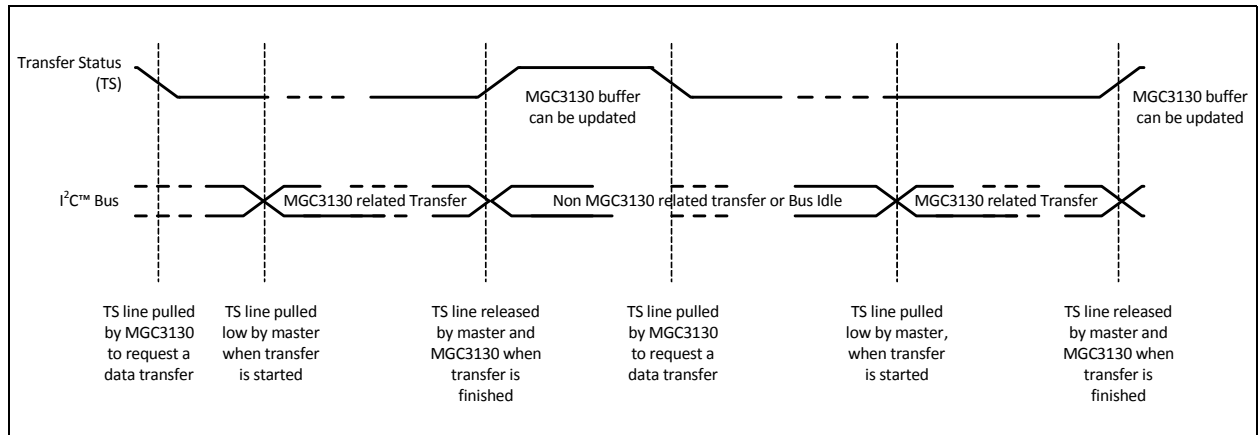 Transfer Status
(TS)
MGC3130 buffer
can be updated
MGC3130 buffer
can be updated
I²C™ Bus
MGC3130 related Transfer
Non MGC3130 related transfer or Bus Idle
MGC3130 related Transfer
TS line pulled
by MGC3130
to request a
data transfer
TS line pulled
low by master
when transfer
is started
TS line released
by master and
MGC3130 when
transfer is
finished
TS line pulled
by MGC3130
to request a
data transfer
TS line pulled
low by master,
when transfer
is started
TS line released
by master and
MGC3130 when
transfer is
finished